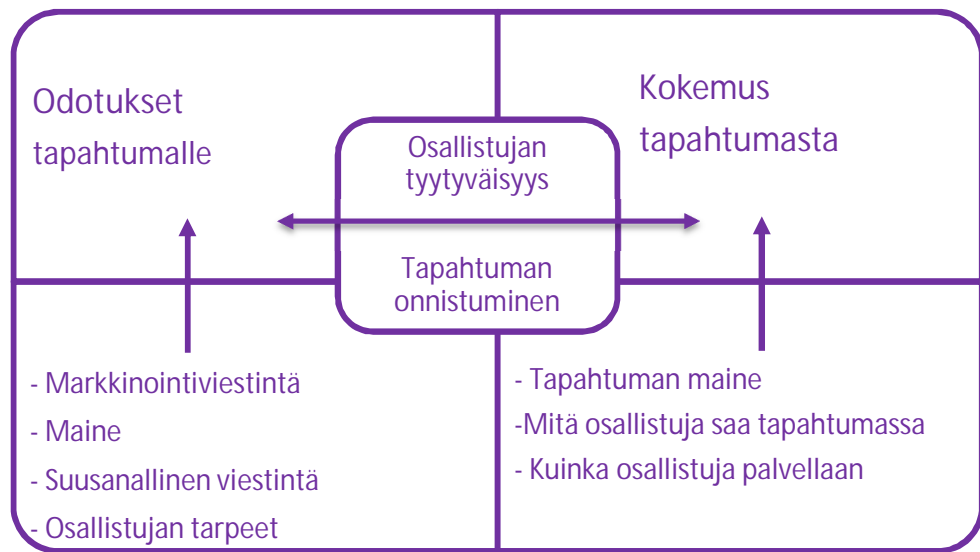 Odotukset
tapahtumalle
Kokemus
tapahtumasta
Osallistujan
tyytyväisyys
Tapahtuman
onnistuminen
- Markkinointiviestintä
- Maine
- Suusanallinen viestintä
- Osallistujan tarpeet
- Tapahtuman maine
-Mitä osallistuja saa tapahtumassa
- Kuinka osallistuja palvellaan